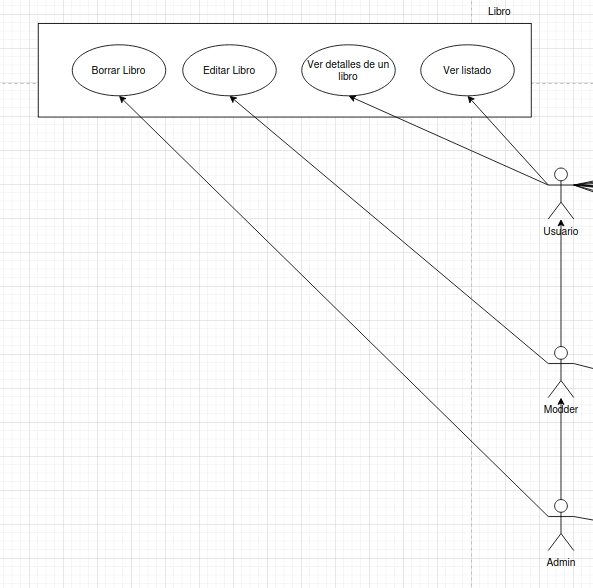 Libro
Borrar Libro
Editar Libro
Ver detalles de un
libro
Ver listado
Usuario
Modder
Admin